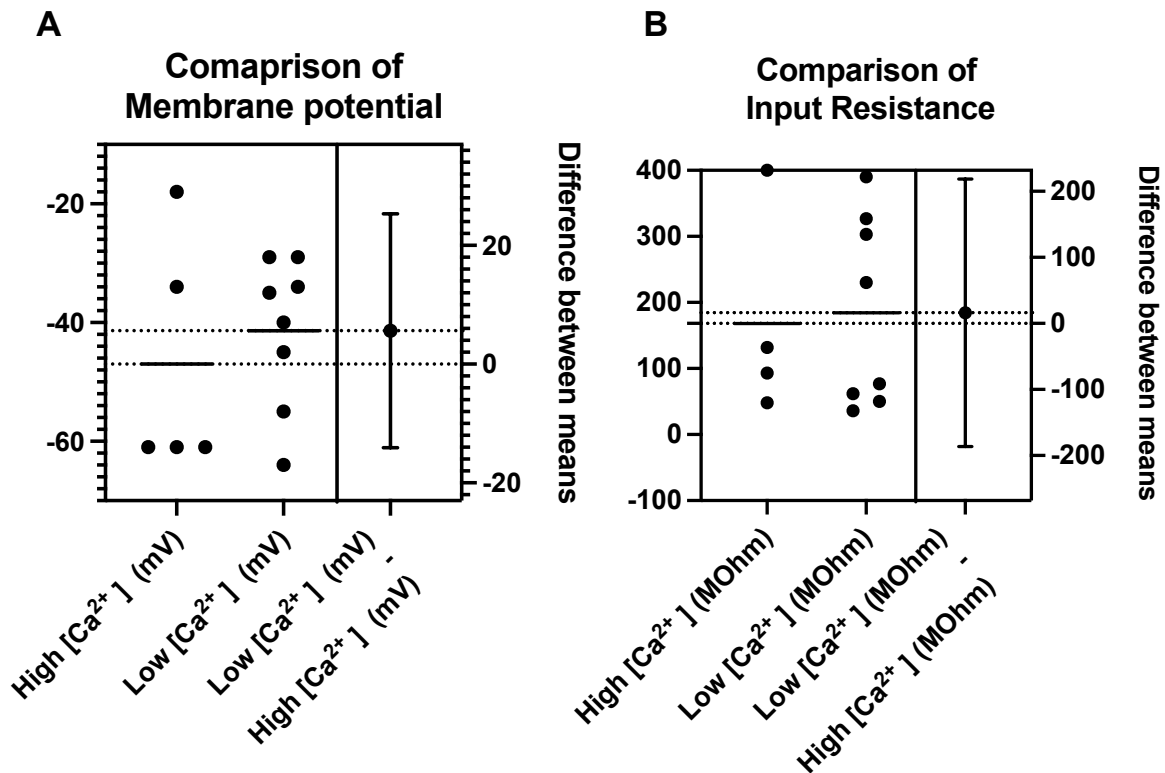 A
Comaprison of
Membrane potential
-20
-40
-60
20
0
-20
Difference between means
High [Ca²⁺ ] (mV)
Low [Ca²⁺ ] (mV)
Low [Ca²⁺ ] (mV)
-
High [Ca²⁺ ] (mV)
B
Comparison of
Input Resistance
400
300
200
100
0
-100
200
100
0
-100
-200
Difference between means
High [Ca²⁺ ] (MOhm)
Low [Ca²⁺ ] (MOhm)
Low [Ca²⁺ ] (MOhm)
-
High [Ca²⁺ ] (MOhm)